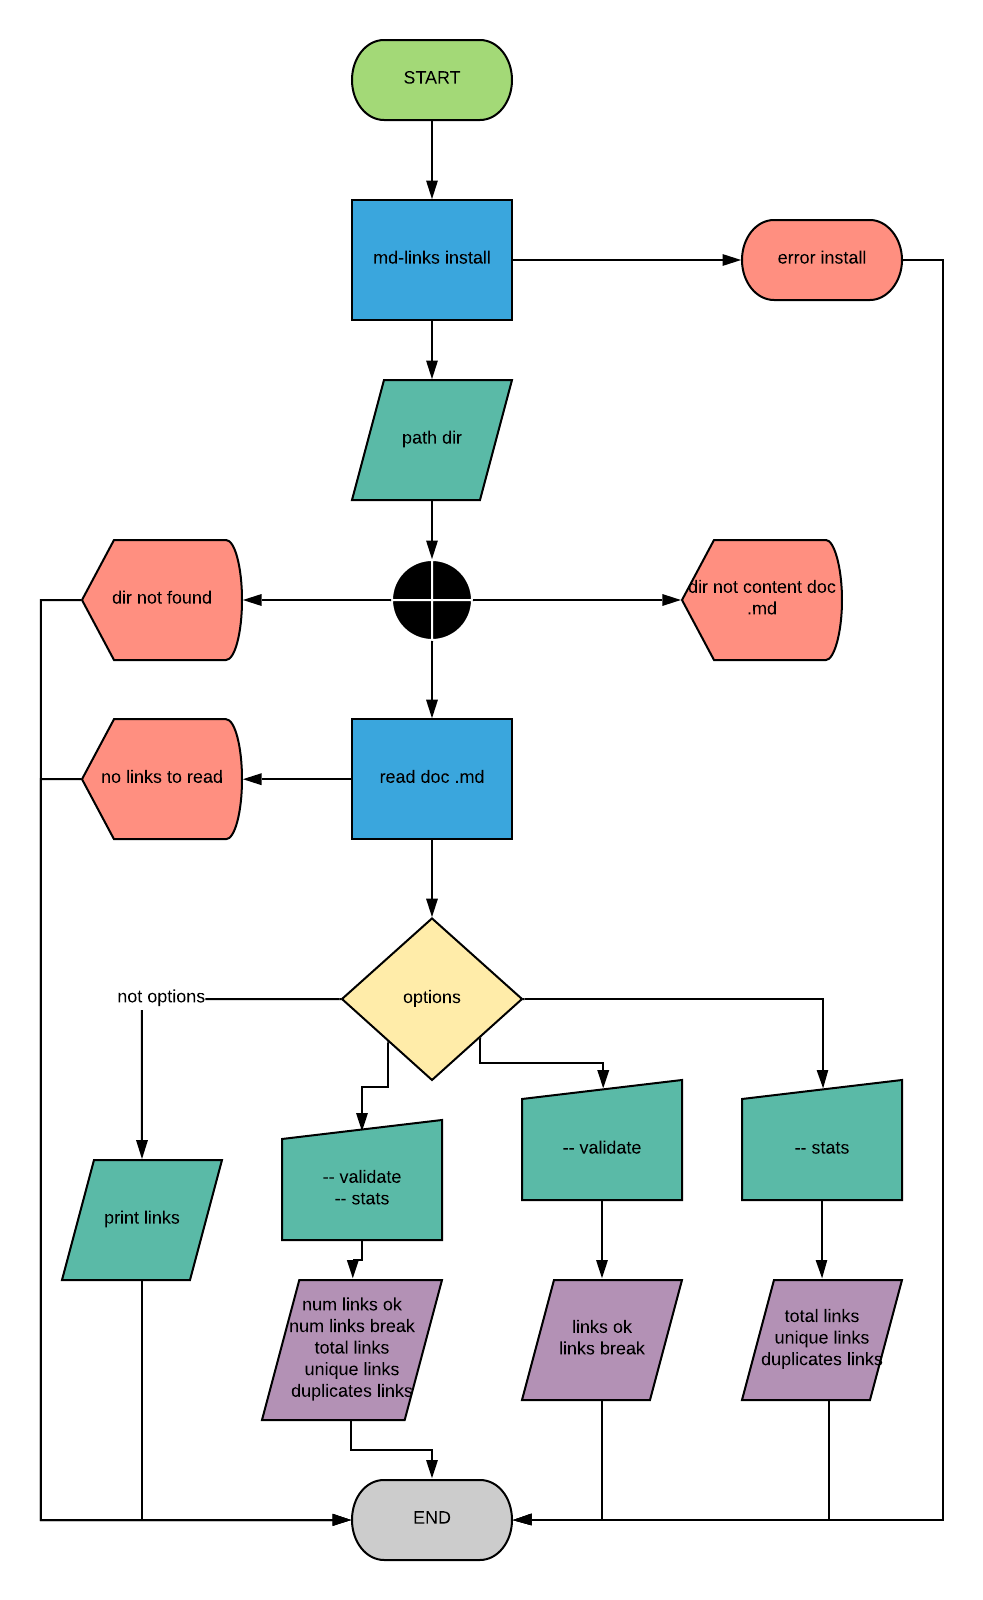 START
md-links install
error install
path dir
dir not found
dir not content doc
.md
no links to read
read doc .md
not options
options
-- validate
-- stats
-- validate
-- stats
print links
num links ok
num links break
total links
unique links
duplicates links
links ok
links break
total links
unique links
duplicates links
END